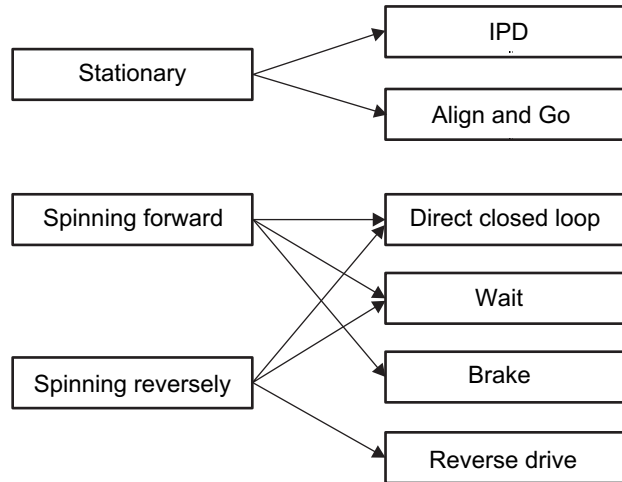 IPD
Stationary
Align and Go
Spinning forward
Direct closed loop
Wait
Spinning reversely
Brake
Reverse drive